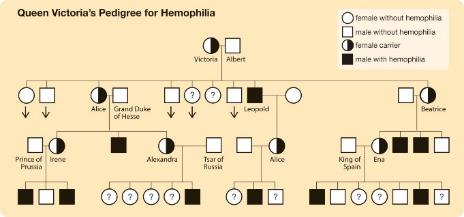 Queen Victoria's Pedigree for Hemophilia
female without hemophilia
male without hemophilia
female carrier
male with hemophilia
Victoria Albert
? ?
Alice Grand Duke
of Hesse
Leopold
Beatrice
Prince of
Prussia
Irene
Alexandra
Tsar of
Russia
Alice
King of
Spain
Ena
? ? ? ? ? ? ? ?